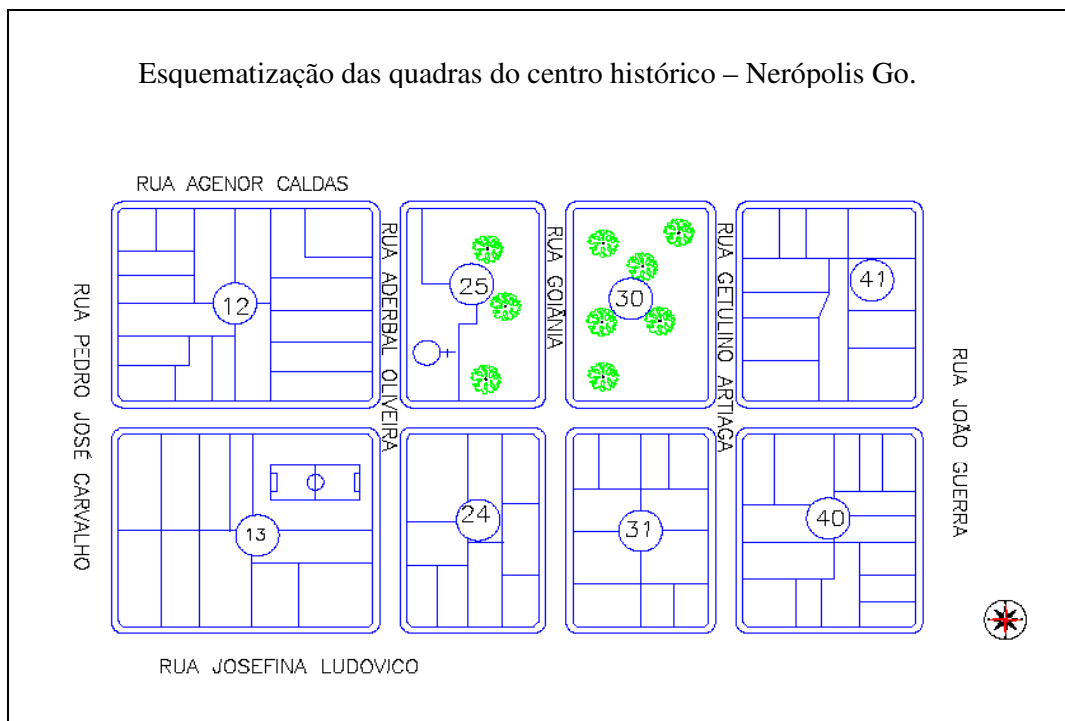 Esquematização das quadras do centro histórico – Nerópolis Go.
RUA AGENOR CALDAS
RUA PEDRO JOSÉ CARVALHO
12
RUA ADERBAL OLIVEIRA
25
RUA GOIÂNIA
30
RUA GETULINO ARTIAGA
41
RUA JOÃO GUERRA
13
24
31
40
RUA JOSEFINA LUDOVICO